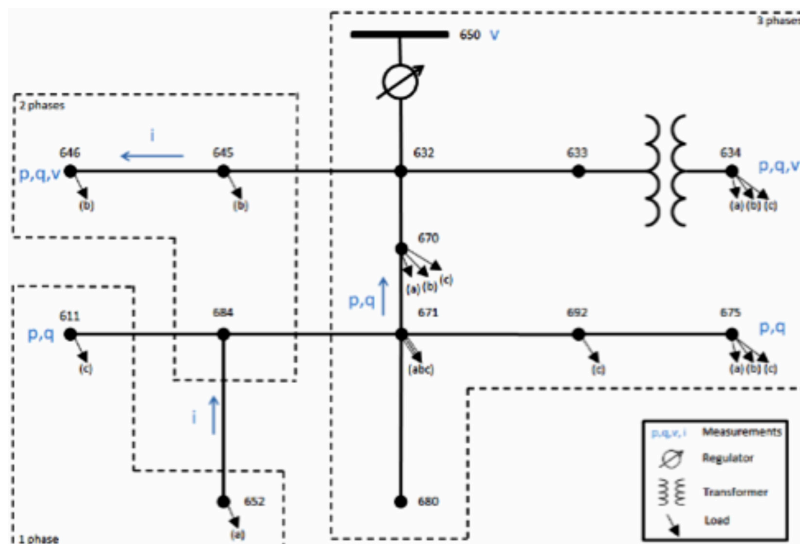 3 phases
650 v
2 phases
i
646
645
632
633
634
p,q,v
p,q,v
(b)
(b)
(a) (b) (c)
670
(c)
(a) (b)
p,q
611
684
671
692
675
p,q
p,q
(c)
(abc)
(c)
(a) (b) (c)
i
p,q,v, i Measurements
Regulator
Transformer
Load
652
680
(a)
1 phase